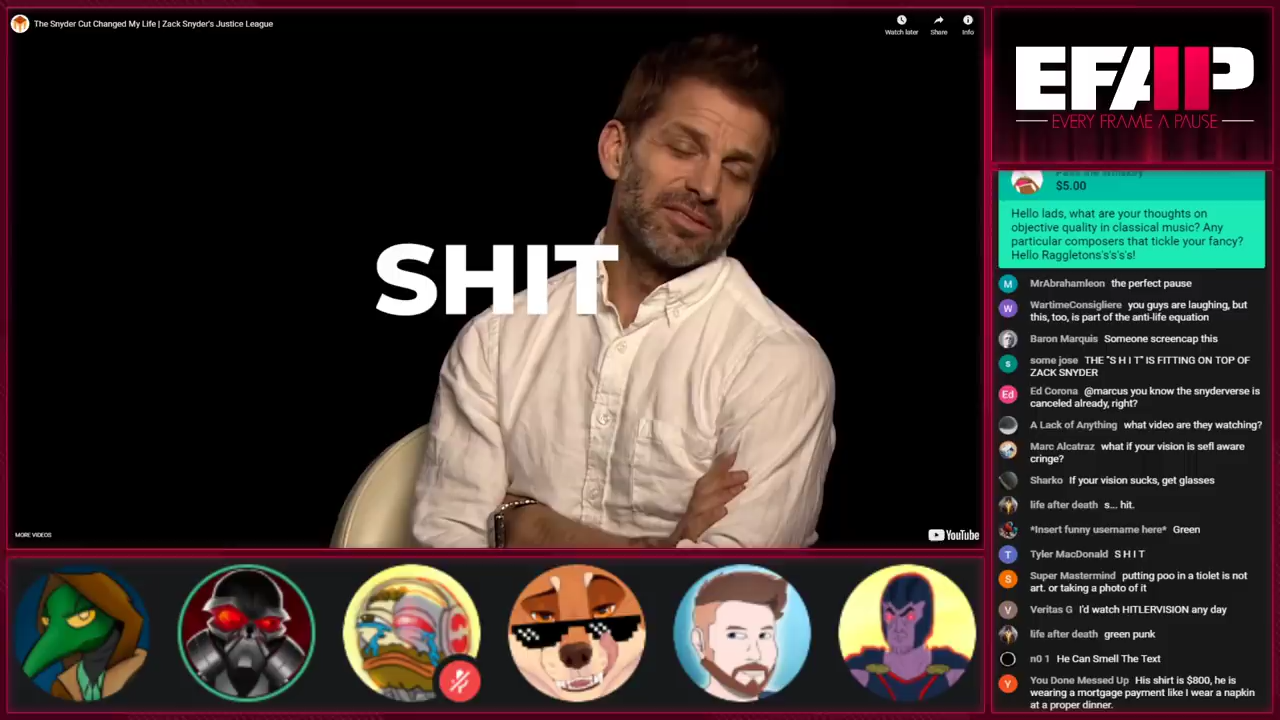 The Snyder Cut Changed My Life | Zack Snyder's Justice League
Watch later
Share
Info
SHIT
MORE VIDEOS
YouTube
EFAP
EVERY FRAME A PAUSE
$5.00
Hello lads, what are your thoughts on
objective quality in classical music? Any
particular composers that tickle your fancy?
Hello Raggletons's's's's!
M MrAbrahamleon the perfect pause
W WartimeConsigliere you guys are laughing, but
this, too, is part of the anti-life equation
Baron Marquis Someone screencap this
s some jose THE "S H I T" IS FITTING ON TOP OF
ZACK SNYDER
Ed Ed Corona @marcus you know the snyderverse is
canceled already, right?
A Lack of Anything what video are they watching?
Marc Alcatraz what if your vision is sefl aware
cringe?
Sharko If your vision sucks, get glasses
life after death s... hit.
*Insert funny username here* Green
T Tyler MacDonald S H I T
S Super Mastermind putting poo in a tiolet is not
art. or taking a photo of it
V Veritas G I'd watch HITLERVISION any day
life after death green punk
n0 1 He Can Smell The Text
Y You Done Messed Up His shirt is $800, he is
wearing a mortgage payment like I wear a napkin
at a proper dinner.